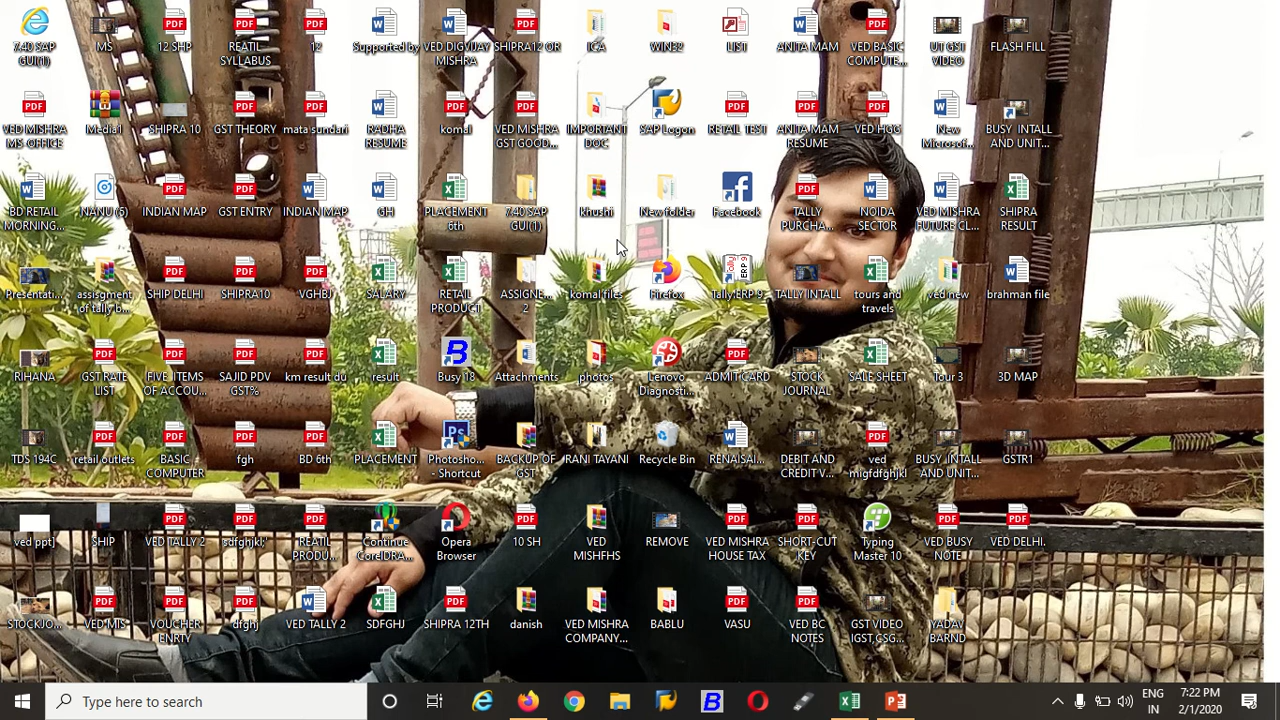 7.40 SAP
GUI(1)
MS
12 SHP
REATIL
SYLLABUS
12
Supported by
VED DIGVIJAY
MISHRA
SHIPRA12 OR
ICA
WIN32
LIST
ANITA MAM
VED BASIC
COMPUTE...
UT GST
VIDEO
FLASH FILL
VED MISHRA
MS OFFICE
Media1
SHIPRA 10
GST THEORY
mata sundari
RADHA
RESUME
komal
VED MISHRA
GST GOOD...
IMPORTANT
DOC
SAP Logon
RETAIL TEST
ANITA MAM
RESUME
VED HGG
New
Microsof...
BUSY INTALL
AND UNIT...
BD RETAIL
MORNING...
NANU (6)
INDIAN MAP
GST ENTRY
INDIAN MAP
GH
PLACEMENT
6th
7.40 SAP
GUI(1)
khushi
New folder
Facebook
TALLY
PURCHA...
NOIDA
SECTOR
VED MISHRA
FUTURE CL...
SHIPRA
RESULT
Presentati...
assisgment
of tally b...
SHIP DELHI
SHIPRA10
VGHBJ
SALARY
RETAIL
PRODUCT
ASSIGNE...
2
komal files
Firefox
Tally.ERP 9
TALLY INTALL
tours and
travels
ved new
brahman file
RIHANA
GST RATE
LIST
FIVE ITEMS
OF ACCOU...
SAJID PDV
GST%
km result du
result
Busy 18
Attachments
photos
Lenovo
Diagnosti...
ADMIT CARD
STOCK
JOURNAL
SALE SHEET
Tour 3
3D MAP
TDS 194C
retail outlets
BASIC
COMPUTER
fgh
BD 6th
PLACEMENT
Photosho...
- Shortcut
BACKUP OF
GST
RANI TAYANI
Recycle Bin
RENAISAI...
DEBIT AND
CREDIT V...
ved
migfdfghjkl
BUSY INTALL
AND UNIT...
GSTR1
ved ppt]
SHIP
VED TALLY 2
'sdfghjkl;'
REATIL
PRODU...
Continue
CorelDRA...
Opera
Browser
10 SH
VED
MISHFHS
REMOVE
VED MISHRA
HOUSE TAX
SHORT-CUT
KEY
Typing
Master 10
VED BUSY
NOTE
VED DELHI.
STOCKJO...
VED MIS
VOUCHER
ENRTY
dfghj
VED TALLY 2
SDFGHJ
SHIPRA 12TH
danish
VED MISHRA
COMPANY...
BABLU
VASU
VED BC
NOTES
GST VIDEO
IGST,CSG...
YADAV
BARND
Type here to search
ENG
IN
7:22 PM
2/1/2020